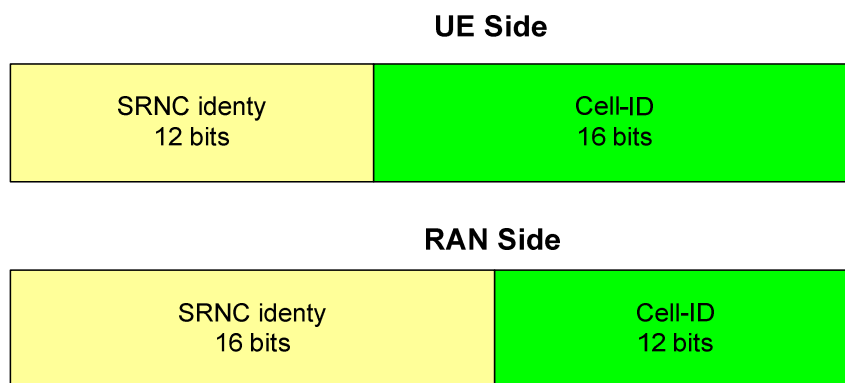 UE Side
SRNC identy
12 bits
Cell-ID
16 bits
RAN Side
SRNC identy
16 bits
Cell-ID
12 bits